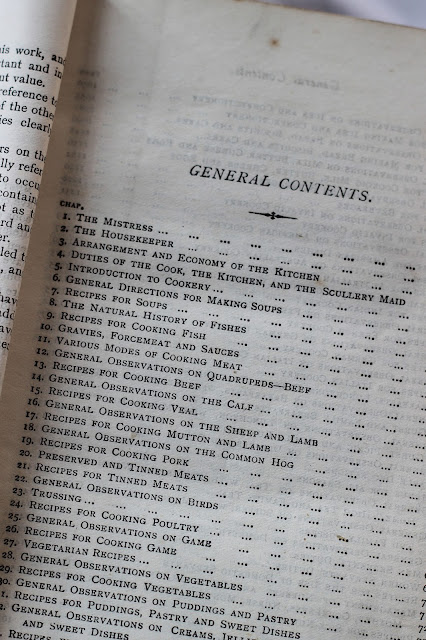 his work, and
tant and in
nt value.
reference t
of the othe
ies clearl
rs on the
lly refe
to occu
contain
GENERAL CONTENTS.
CHAP.
1. THE MISTRESS ... ... ... ... ... ... ...
2. THE HOUSEKEEPER ... ... ... ... ... ...
3. ARRANGEMENT AND ECONOMY OF THE KITCHEN ... ...
4. DUTIES OF THE COOK, THE KITCHEN, AND THE SCULLERY MAID
5. INTRODUCTION TO COOKERY ... ... ... ... ...
6. GENERAL DIRECTIONS FOR MAKING SOUPS ... ... ...
7. RECIPES FOR SOUPS ... ... ... ... ...
8. THE NATURAL HISTORY OF FISHES ... ... ... ...
9. RECIPES FOR COOKING FISH ... ... ... ...
10. GRAVIES, FORCEMEAT AND SAUCES ... ... ... ...
11. VARIOUS MODES OF COOKING MEAT ... ... ... ...
12. GENERAL OBSERVATIONS ON QUADRUPEDS—BEEF ... ...
13. RECIPES FOR COOKING BEEF ... ... ... ...
14. GENERAL OBSERVATIONS ON THE CALF ... ... ... ...
15. RECIPES FOR COOKING VEAL ... ... ... ...
16. GENERAL OBSERVATIONS ON THE SHEEP AND LAMB ... ...
17. RECIPES FOR COOKING MUTTON AND LAMB ... ... ...
18. GENERAL OBSERVATIONS ON THE COMMON HOG ... ...
19. RECIPES FOR COOKING PORK ... ... ... ...
20. PRESERVED AND TINNED MEATS ... ... ... ...
21. RECIPES FOR TINNED MEATS ... ... ... ...
22. GENERAL OBSERVATIONS ON BIRDS ... ... ... ...
23. TRUSSING ... ... ... ... ... ...
24. RECIPES FOR COOKING POULTRY ... ... ... ...
25. GENERAL OBSERVATIONS ON GAME ... ... ... ...
26. RECIPES FOR COOKING GAME ... ... ... ...
27. VEGETARIAN RECIPES ... ... ... ... ...
28. GENERAL OBSERVATIONS ON VEGETABLES ... ... ...
29. RECIPES FOR COOKING VEGETABLES ... ... ... ...
30. GENERAL OBSERVATIONS ON PUDDINGS AND PASTRY ... ...
1. RECIPES FOR PUDDINGS, PASTRY AND SWEET DISHES ... ...
2. GENERAL OBSERVATIONS ON CREAMS, JELLI
AND SWEET DISHES
RECIPES